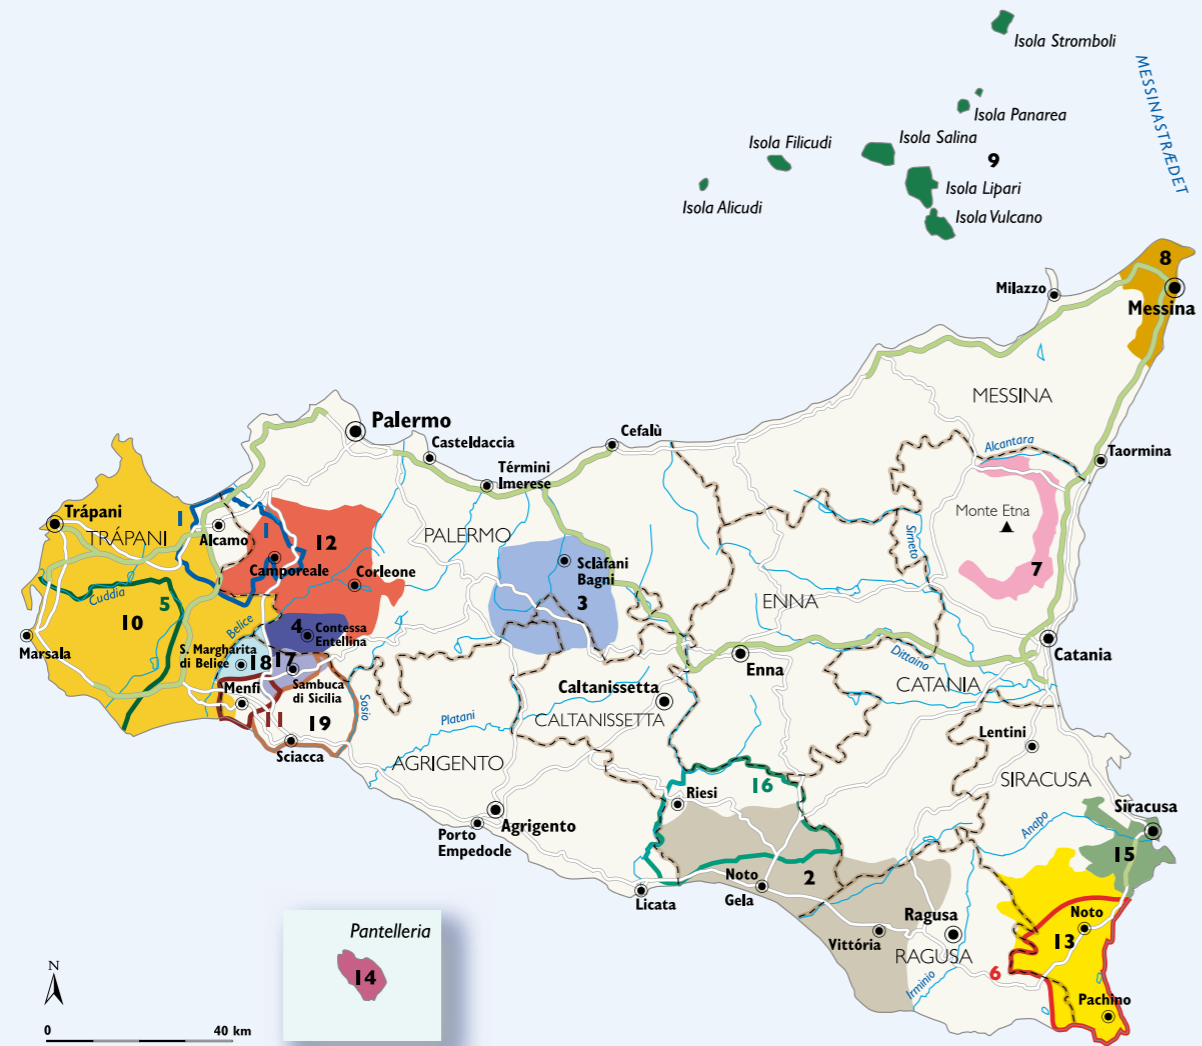 Isola Stromboli
MESSINASTRÆDET
Isola Panarea
Isola Filicudi
Isola Salina
9
Isola Lipari
Isola Alicudi
Isola Vulcano
8
Milazzo
Messina
MESSINA
Palermo
Cefalù
Casteldaccia
Alcantara
Taormina
Términi
Imerese
Trápani
1
TRÁPANI
Alcamo
1
12
PALERMO
Monte Etna
Simeto
Camporeale
Corleone
Sclàfani
Bagni
7
Cuddia
5
3
ENNA
10
Belice
4
Contessa
Entellina
Marsala
S. Margharita
di Belice
18
17
Enna
Dittaino
Catania
Menfi
Sambuca
di Sicilia
Caltanissetta
CATANIA
11
19
Sosio
Platani
CALTANISSETTA
Sciacca
Lentini
AGRIGENTO
SIRACUSA
16
Riesi
Siracusa
Agrigento
Porto
Empedocle
Anapo
15
Noto
Gela
2
Licata
Ragusa
Noto
Vittória
13
RAGUSA
6
Irminio
Pachino
Pantelleria
14
N
0
40 km